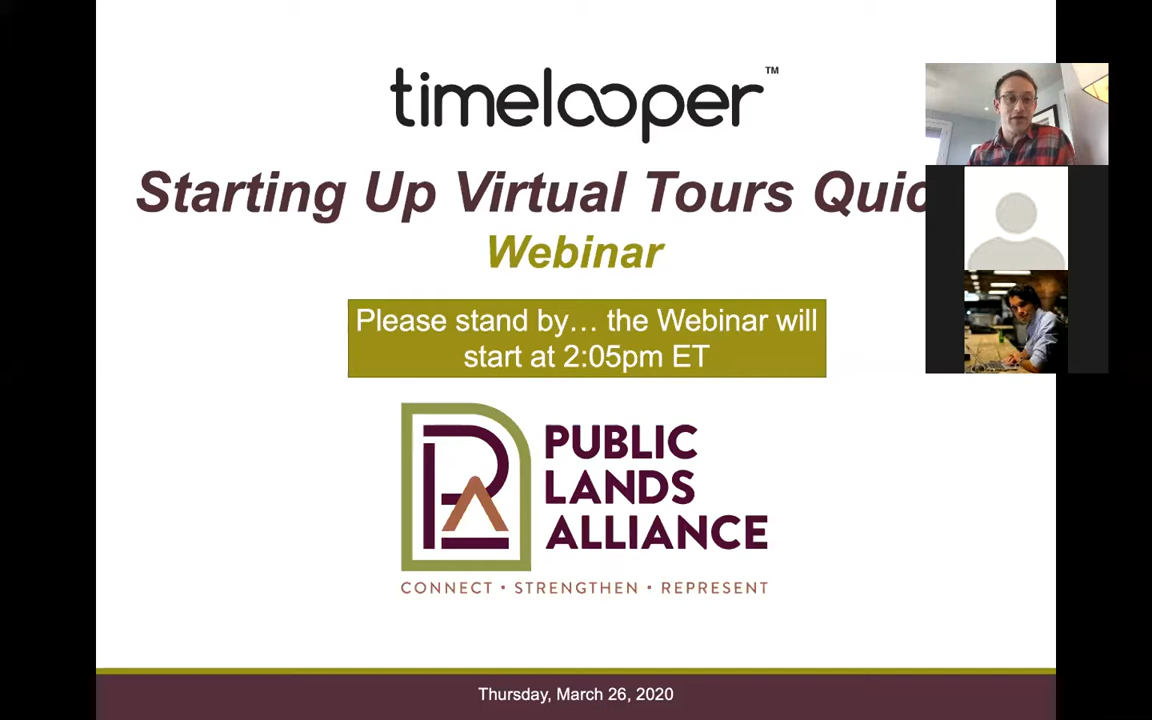 timelooper™
Starting Up Virtual Tours Quic
Webinar
Please stand by… the Webinar will
start at 2:05pm ET
PUBLIC
LANDS
ALLIANCE
CONNECT • STRENGTHEN • REPRESENT
Thursday, March 26, 2020